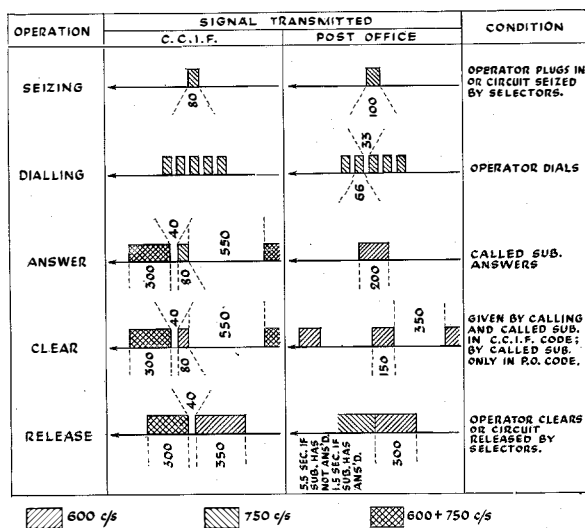 OPERATION
SIGNAL TRANSMITTED
C.C.I.F.
POST OFFICE
CONDITION
SEIZING
80
100
OPERATOR PLUGS IN
OR CIRCUIT SEIZED
BY SELECTORS.
DIALLING
33
66
OPERATOR DIALS
ANSWER
40
550
300
80
200
CALLED SUB.
ANSWERS
CLEAR
40
550
300
80
350
150
GIVEN BY CALLING
AND CALLED SUB.
IN C.C.I.F. CODE;
BY CALLED SUB.
ONLY IN P.O. CODE.
RELEASE
40
300
350
5.5 SEC. IF
SUB. HAS
NOT ANS'D.
1.5 SEC. IF
SUB. HAS
ANS'D.
300
OPERATOR CLEARS
OR CIRCUIT
RELEASED BY
SELECTORS.
600 c/s
750 c/s
600+750 c/s